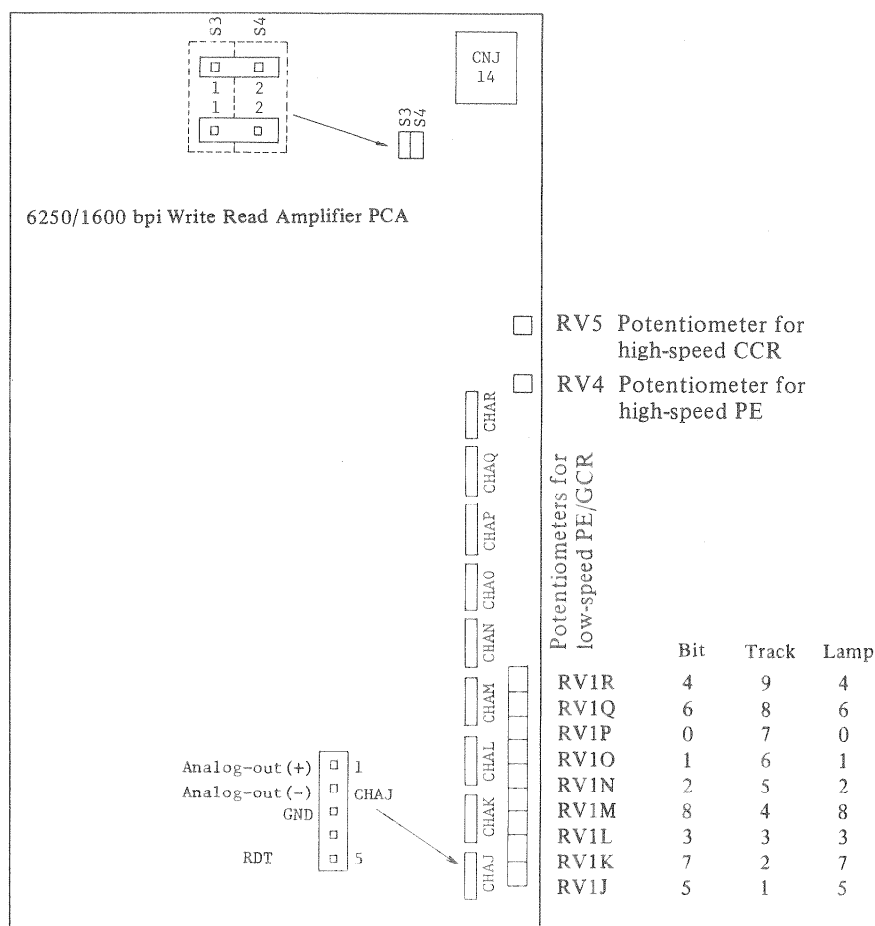 S3 S4
CNJ
14
1 2
1 2
S3
S4
6250/1600 bpi Write Read Amplifier PCA
RV5 Potentiometer for
high-speed CCR
RV4 Potentiometer for
high-speed PE
CHAR
CHAQ
CHAP
CHAO
CHAN
CHAM
CHAL
CHAK
CHAJ
Potentiometers for
low-speed PE/GCR
Bit Track Lamp
RV1R 4 9 4
RV1Q 6 8 6
RV1P 0 7 0
RV1O 1 6 1
RV1N 2 5 2
RV1M 8 4 8
RV1L 3 3 3
RV1K 7 2 7
RV1J 5 1 5
Analog-out(+) 1
Analog-out(-) CHAJ
GND
RDT 5